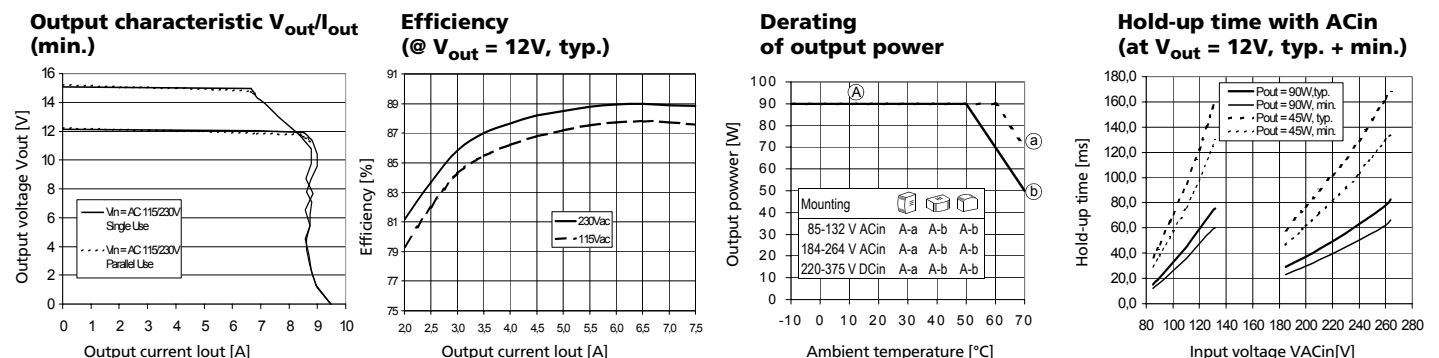 Output characteristic Vout/Iout
(min.)
16
14
12
10
8
6
4
2
0
Output voltage Vout [V]
Vin = AC 115/230V
Single Use
Vin = AC 115/230V
Parallel Use
0 1 2 3 4 5 6 7 8 9 10
Output current Iout [A]
Efficiency
(@ Vout = 12V, typ.)
91
89
87
85
83
81
79
77
75
Efficiency [%]
230Vac
115Vac
2,0 2,5 3,0 3,5 4,0 4,5 5,0 5,5 6,0 6,5 7,0 7,5
Output current Iout [A]
Derating
of output power
100
90
80
70
60
50
40
30
20
10
0
Output powwer [W]
A
a
b
Mounting
85-132 V ACin A-a A-b A-b
184-264 V ACin A-a A-b A-b
220-375 V DCin A-a A-b A-b
-10 0 10 20 30 40 50 60 70
Ambient temperature [°C]
Hold-up time with ACin
(at Vout = 12V, typ. + min.)
180,0
160,0
140,0
120,0
100,0
80,0
60,0
40,0
20,0
0,0
Hold-up time [ms]
Pout = 90W,typ.
Pout = 90W, min.
Pout = 45W, typ.
Pout = 45W, min.
80 100 120 140 160 180 200 220 240 260 280
Input voltage VACin[V]